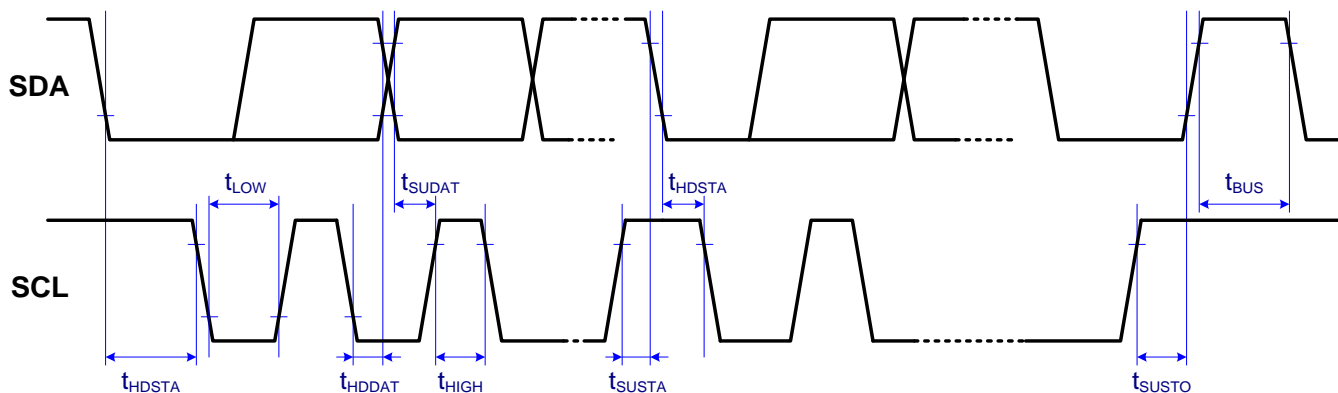 SDA
tLOW
tSUDAT
tHDSTA
tBUS
SCL
tHDSTA
tHDDAT
tHIGH
tSUSTA
tSUSTO